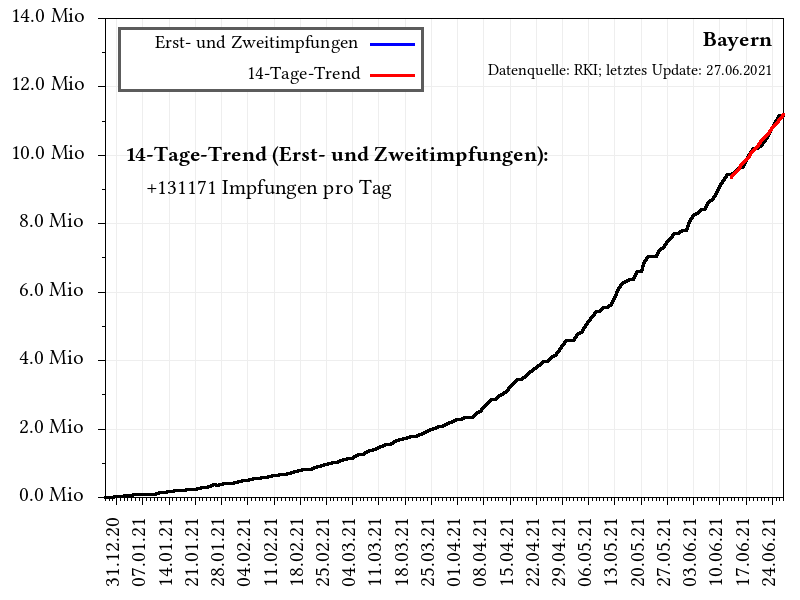 14.0 Mio
12.0 Mio
10.0 Mio
8.0 Mio
6.0 Mio
4.0 Mio
2.0 Mio
0.0 Mio
Erst- und Zweitimpfungen
14-Tage-Trend
Bayern
Datenquelle: RKI; letztes Update: 27.06.2021
14-Tage-Trend (Erst- und Zweitimpfungen):
+131171 Impfungen pro Tag
31.12.20
07.01.21
14.01.21
21.01.21
28.01.21
04.02.21
11.02.21
18.02.21
25.02.21
04.03.21
11.03.21
18.03.21
25.03.21
01.04.21
08.04.21
15.04.21
22.04.21
29.04.21
06.05.21
13.05.21
20.05.21
27.05.21
03.06.21
10.06.21
17.06.21
24.06.21